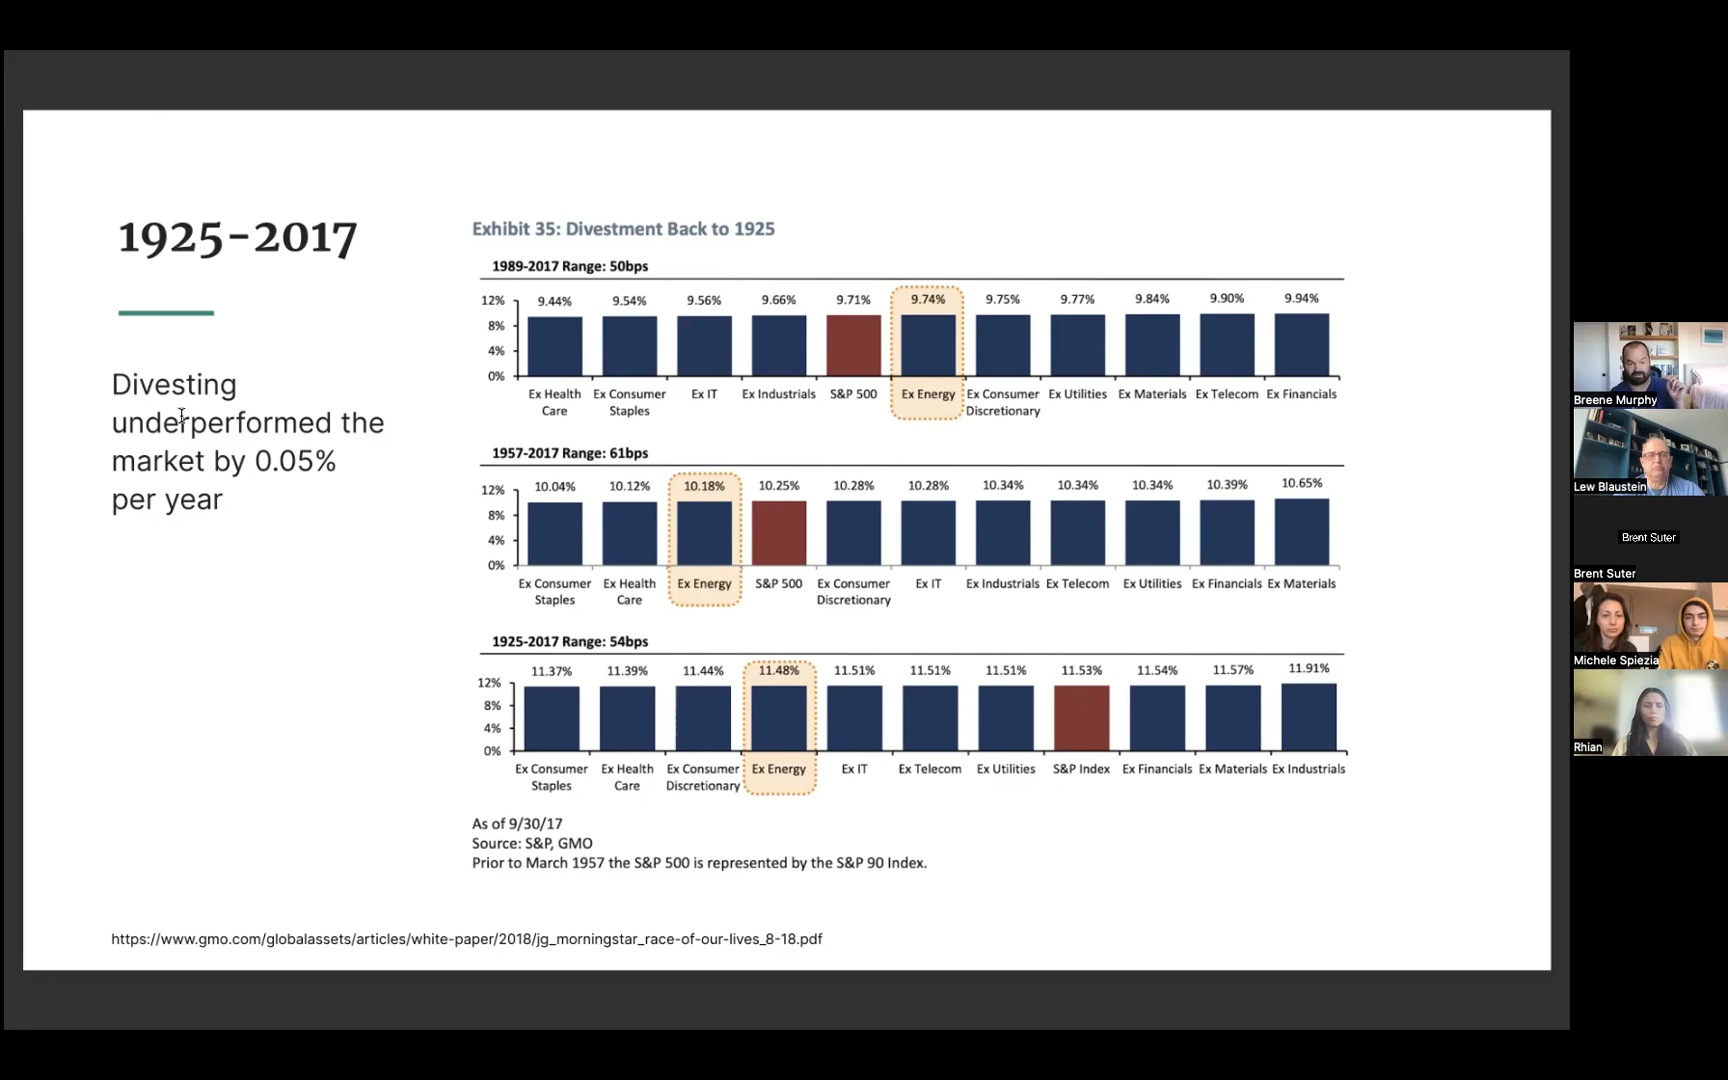 1925-2017
Divesting
underperformed the
market by 0.05%
per year
Exhibit 35: Divestment Back to 1925
1989-2017 Range: 50bps
12%
8%
4%
0%
9.44% 9.54% 9.56% 9.66% 9.71% 9.74% 9.75% 9.77% 9.84% 9.90% 9.94%
Ex Health Ex Consumer Ex IT Ex Industrials S&P 500 Ex Energy Ex Consumer Ex Utilities Ex Materials Ex Telecom Ex Financials
Care Staples Discretionary
1957-2017 Range: 61bps
12%
8%
4%
0%
10.04% 10.12% 10.18% 10.25% 10.28% 10.28% 10.34% 10.34% 10.34% 10.39% 10.65%
Ex Consumer Ex Health Ex Energy S&P 500 Ex Consumer Ex IT Ex Industrials Ex Telecom Ex Utilities Ex Financials Ex Materials
Staples Care Discretionary
1925-2017 Range: 54bps
12%
8%
4%
0%
11.37% 11.39% 11.44% 11.48% 11.51% 11.51% 11.51% 11.53% 11.54% 11.57% 11.91%
Ex Consumer Ex Health Ex Consumer Ex Energy Ex IT Ex Telecom Ex Utilities S&P Index Ex Financials Ex Materials Ex Industrials
Staples Care Discretionary
As of 9/30/17
Source: S&P, GMO
Prior to March 1957 the S&P 500 is represented by the S&P 90 Index.
https://www.gmo.com/globalassets/articles/white-paper/2018/jg_morningstar_race-of-our-lives_8-18.pdf
Breene Murphy
Lew Blaustein
Brent Suter
Brent Suter
Michele Spiezia
Rhian